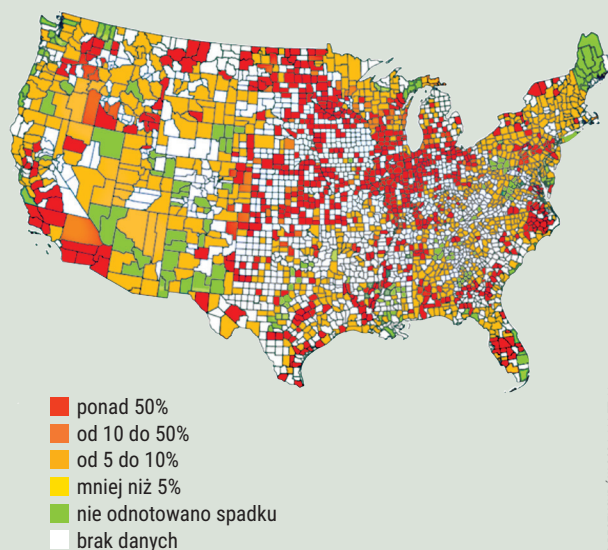 ponad 50%
od 10 do 50%
od 5 do 10%
mniej niż 5%
nie odnotowano spadku
brak danych